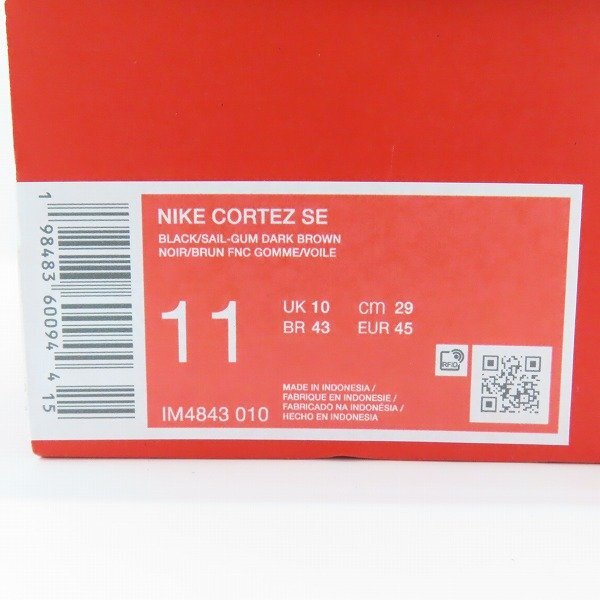 NIKE CORTEZ SE
BLACK/SAIL-GUM DARK BROWN
NOIR/BRUN FNC GOMME/VOILE
11
UK 10 cm 29
BR 43 EUR 45
RFID
IM4843 010
MADE IN INDONESIA /
FABRIQUE EN INDONESIE /
FABRICADO NA INDONÉSIA /
HECHO EN INDONESIA
1 98483 60094 4 15